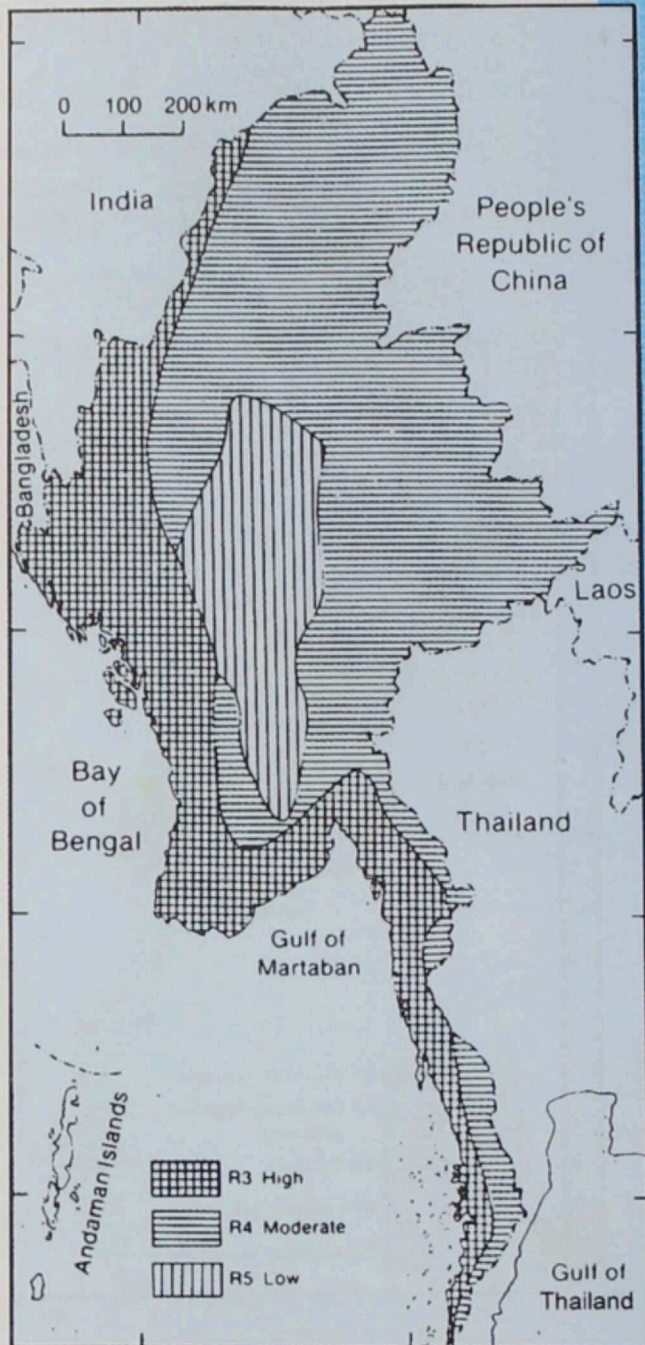 0 100 200 km
India
People's
Republic of
China
Bangladesh
Laos
Bay
of
Bengal
Thailand
Gulf of
Martaban
Andaman Islands
R3 High
R4 Moderate
R5 Low
Gulf of
Thailand